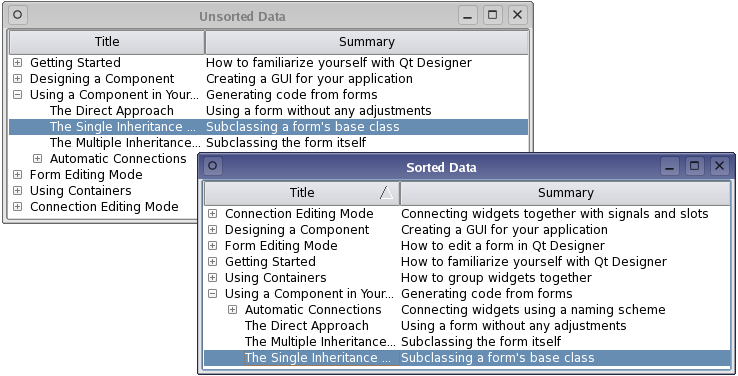 Unsorted Data
Title Summary
Getting Started How to familiarize yourself with Qt Designer
Designing a Component Creating a GUI for your application
Using a Component in Your... Generating code from forms
The Direct Approach Using a form without any adjustments
The Single Inheritance ... Subclassing a form's base class
The Multiple Inheritance... Subclassing the form itself
Automatic Connections
Form Editing Mode
Using Containers
Connection Editing Mode
Sorted Data
Title Summary
Connection Editing Mode Connecting widgets together with signals and slots
Designing a Component Creating a GUI for your application
Form Editing Mode How to edit a form in Qt Designer
Getting Started How to familiarize yourself with Qt Designer
Using Containers How to group widgets together
Using a Component in Your... Generating code from forms
Automatic Connections Connecting widgets using a naming scheme
The Direct Approach Using a form without any adjustments
The Multiple Inheritance... Subclassing the form itself
The Single Inheritance ... Subclassing a form's base class